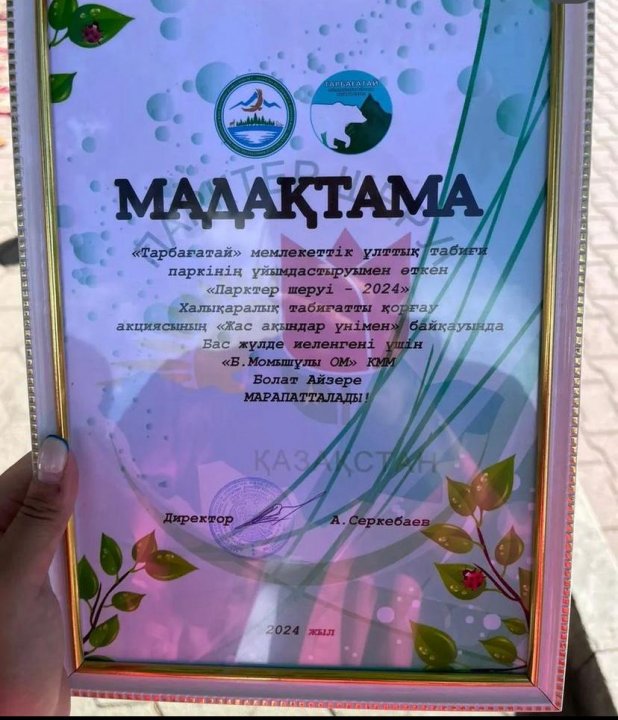 ТАРБАҒАТАЙ
МАДАҚТАМА
«Тарбағатай» мемлекеттік ұлттық табиғи
паркінің ұйымдастыруымен өткен
«Парктер шеруі - 2024»
Халықаралық табиғатты қорғау
акциясының «Жас ақындар үнімен» байқауында
Бас жүлде иеленгені үшін
«Б.Момышұлы ОМ» КММ
Болат Айзере
МАРАПАТТАЛАДЫ!
ҚАЗАҚСТАН
Директор А.Серкебаев
2024 жыл